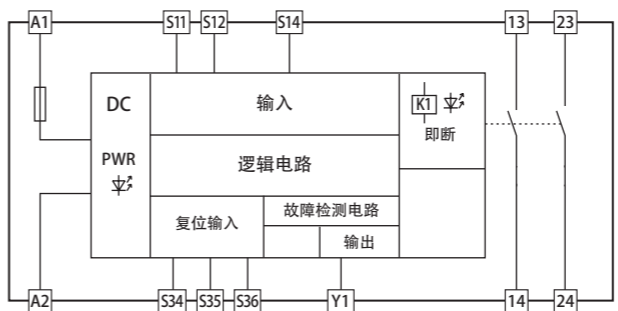 A1 S11 S12 S14 13 23
DC
输入
K1
即断
PWR
逻辑电路
复位输入
故障检测电路
输出
A2 S34 S35 S36 Y1 14 24